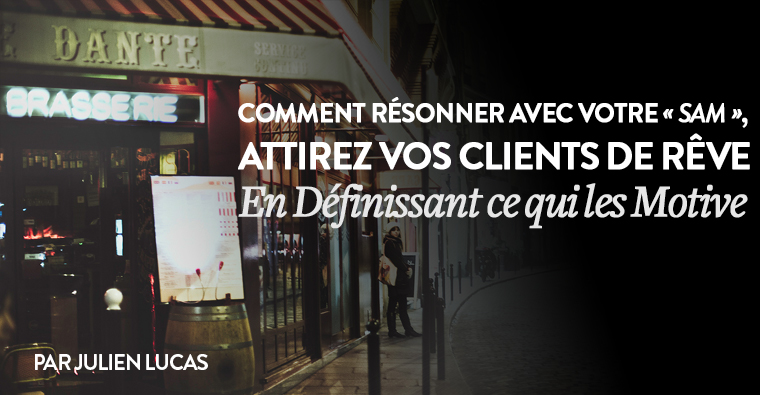 DANTE
SERVICE
BRASSERIE
COMMENT RÉSONNER AVEC VOTRE « SAM »,
ATTIREZ VOS CLIENTS DE RÊVE
En Définissant ce qui les Motive
PAR JULIEN LUCAS